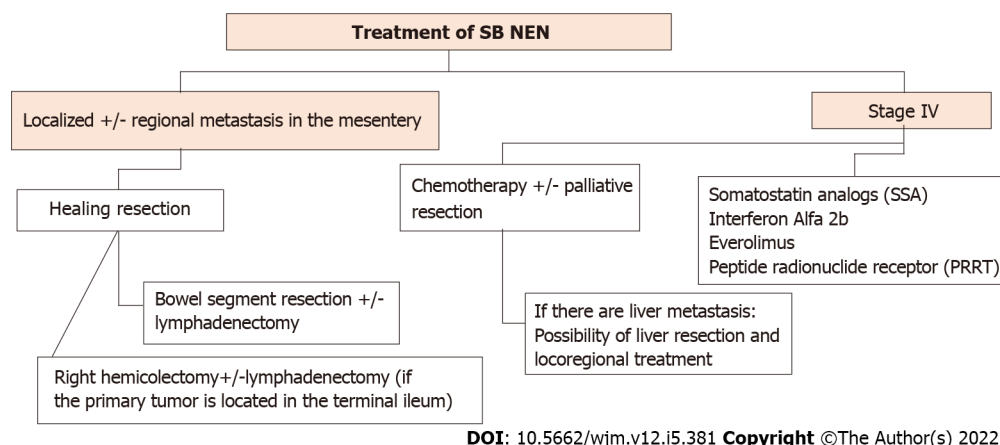 Treatment of SB NEN
Localized +/- regional metastasis in the mesentery
Stage IV
Healing resection
Chemotherapy +/- palliative
resection
Somatostatin analogs (SSA)
Interferon Alfa 2b
Everolimus
Peptide radionuclide receptor (PRRT)
Bowel segment resection +/-
lymphadenectomy
If there are liver metastasis:
Possibility of liver resection and
locoregional treatment
Right hemicolectomy+/-lymphadenectomy (if
the primary tumor is located in the terminal ileum)
DOI: 10.5662/wjm.v12.i5.381 Copyright ©The Author(s) 2022